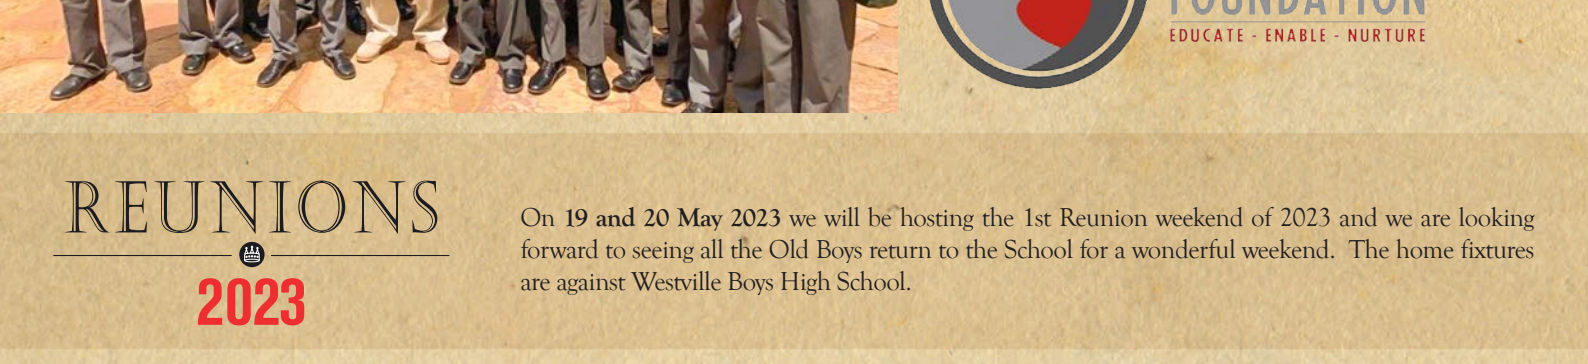 FOUNDATION
EDUCATE - ENABLE - NURTURE
REUNIONS
2023
On 19 and 20 May 2023 we will be hosting the 1st Reunion weekend of 2023 and we are looking
forward to seeing all the Old Boys return to the School for a wonderful weekend. The home fixtures
are against Westville Boys High School.